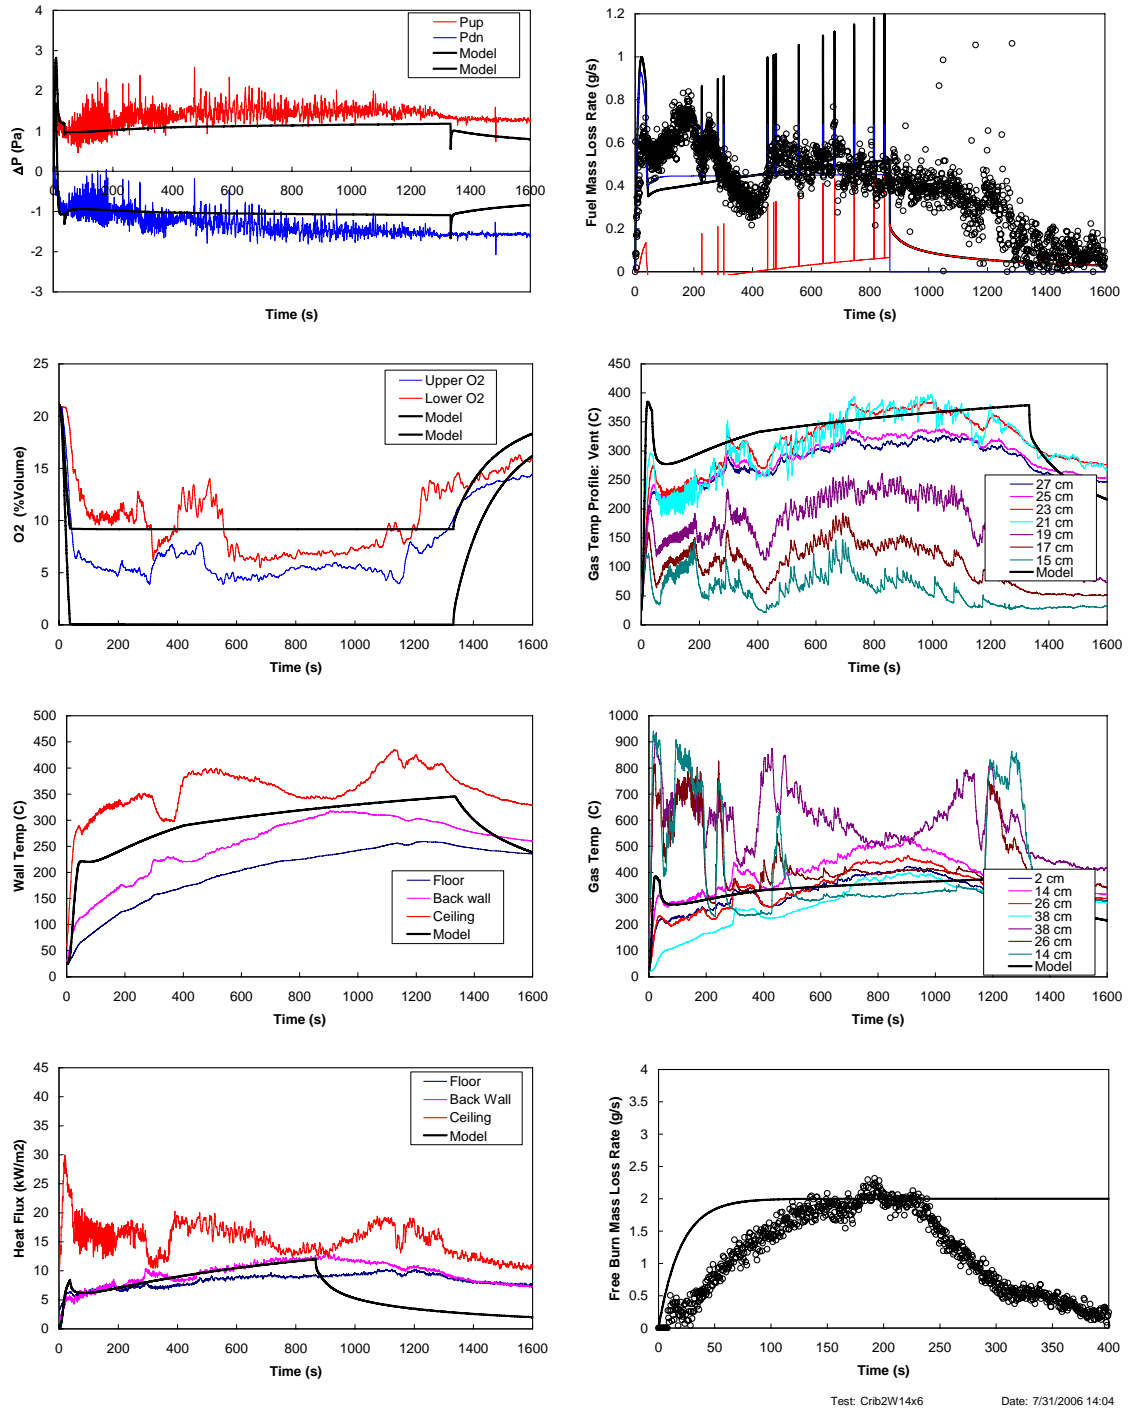 4
3
2
1
0
-1
-2
-3
ΔP (Pa)
0 200 400 600 800 1000 1200 1400 1600
Time (s)
Pup
Pdn
Model
Model
1.2
1
0.8
0.6
0.4
0.2
0
Fuel Mass Loss Rate (g/s)
0 200 400 600 800 1000 1200 1400 1600
Time (s)
25
20
15
10
5
0
O2 (%Volume)
0 200 400 600 800 1000 1200 1400 1600
Time (s)
Upper O2
Lower O2
Model
Model
450
400
350
300
250
200
150
100
50
0
Gas Temp Profile: Vent (C)
0 200 400 600 800 1000 1200 1400 1600
Time (s)
27 cm
25 cm
23 cm
21 cm
19 cm
17 cm
15 cm
Model
500
450
400
350
300
250
200
150
100
50
0
Wall Temp (C)
0 200 400 600 800 1000 1200 1400 1600
Time (s)
Floor
Back wall
Ceiling
Model
1000
900
800
700
600
500
400
300
200
100
0
Gas Temp (C)
0 200 400 600 800 1000 1200 1400 1600
Time (s)
2 cm
14 cm
26 cm
38 cm
38 cm
26 cm
14 cm
Model
45
40
35
30
25
20
15
10
5
0
Heat Flux (kW/m2)
0 200 400 600 800 1000 1200 1400 1600
Time (s)
Floor
Back Wall
Ceiling
Model
4
3.5
3
2.5
2
1.5
1
0.5
0
Free Burn Mass Loss Rate (g/s)
0 50 100 150 200 250 300 350 400
Time (s)
Test: Crib2W14x6 Date: 7/31/2006 14:04